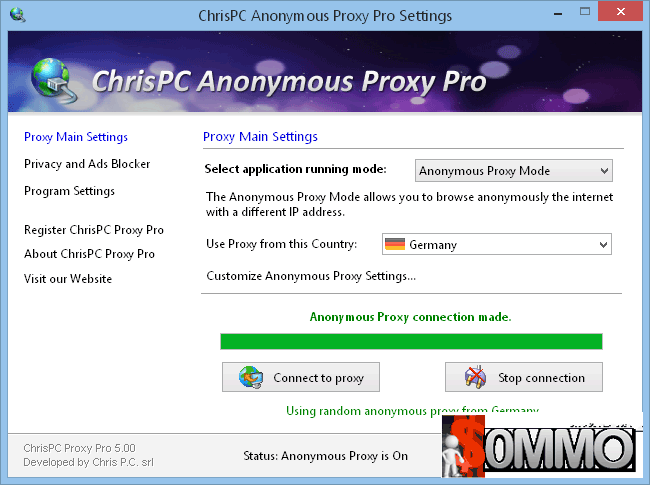 ChrisPC Anonymous Proxy Pro Settings
ChrisPC Anonymous Proxy Pro
Proxy Main Settings
Privacy and Ads Blocker
Program Settings
Register ChrisPC Proxy Pro
About ChrisPC Proxy Pro
Visit our Website
Proxy Main Settings
Select application running mode:
Anonymous Proxy Mode
The Anonymous Proxy Mode allows you to browse anonymously the internet
with a different IP address.
Use Proxy from this Country:
Germany
Customize Anonymous Proxy Settings...
Anonymous Proxy connection made.
Connect to proxy
Stop connection
Using random anonymous proxy from Germany
ChrisPC Proxy Pro 5.00
Developed by Chris P.C. srl
Status: Anonymous Proxy is On
$OMMO